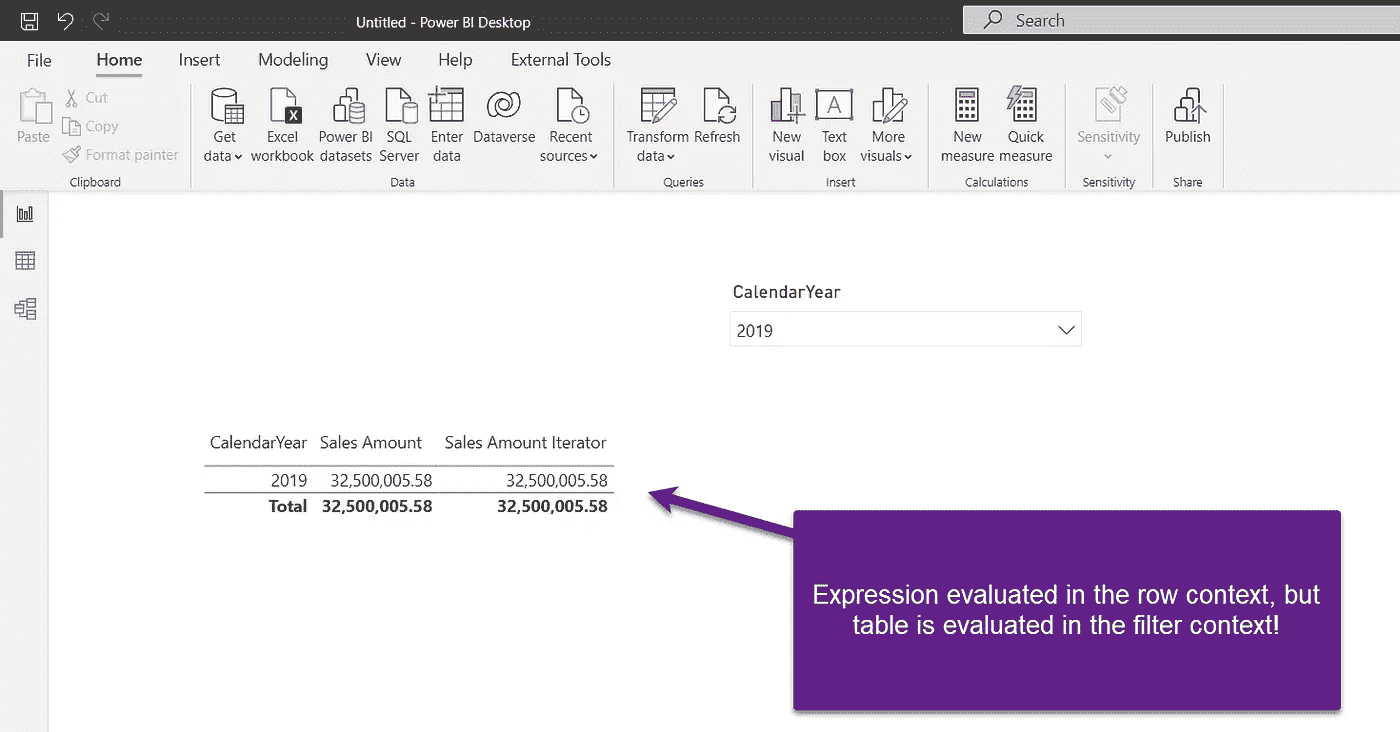 Untitled - Power BI Desktop
Search
File Home Insert Modeling View Help External Tools
Paste
Cut
Copy
Format painter
Clipboard
Get data
Excel workbook
Power BI datasets
SQL Server
Enter data
Dataverse
Recent sources
Data
Transform data
Refresh
Queries
New visual
Text box
More visuals
Insert
New measure
Quick measure
Calculations
Sensitivity
Sensitivity
Publish
Share
CalendarYear
2019
CalendarYear Sales Amount Sales Amount Iterator
2019 32,500,005.58 32,500,005.58
Total 32,500,005.58 32,500,005.58
Expression evaluated in the row context, but
table is evaluated in the filter context!